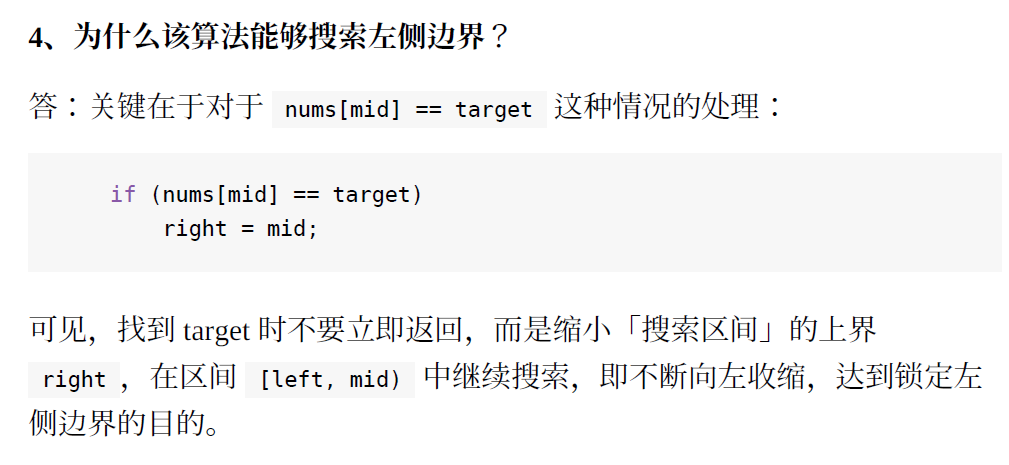 4、为什么该算法能够搜索左侧边界？
答：关键在于对于 nums[mid] == target 这种情况的处理：
if (nums[mid] == target)
right = mid;
可见，找到 target 时不要立即返回，而是缩小「搜索区间」的上界
right ，在区间 [left, mid) 中继续搜索，即不断向左收缩，达到锁定左
侧边界的目的。